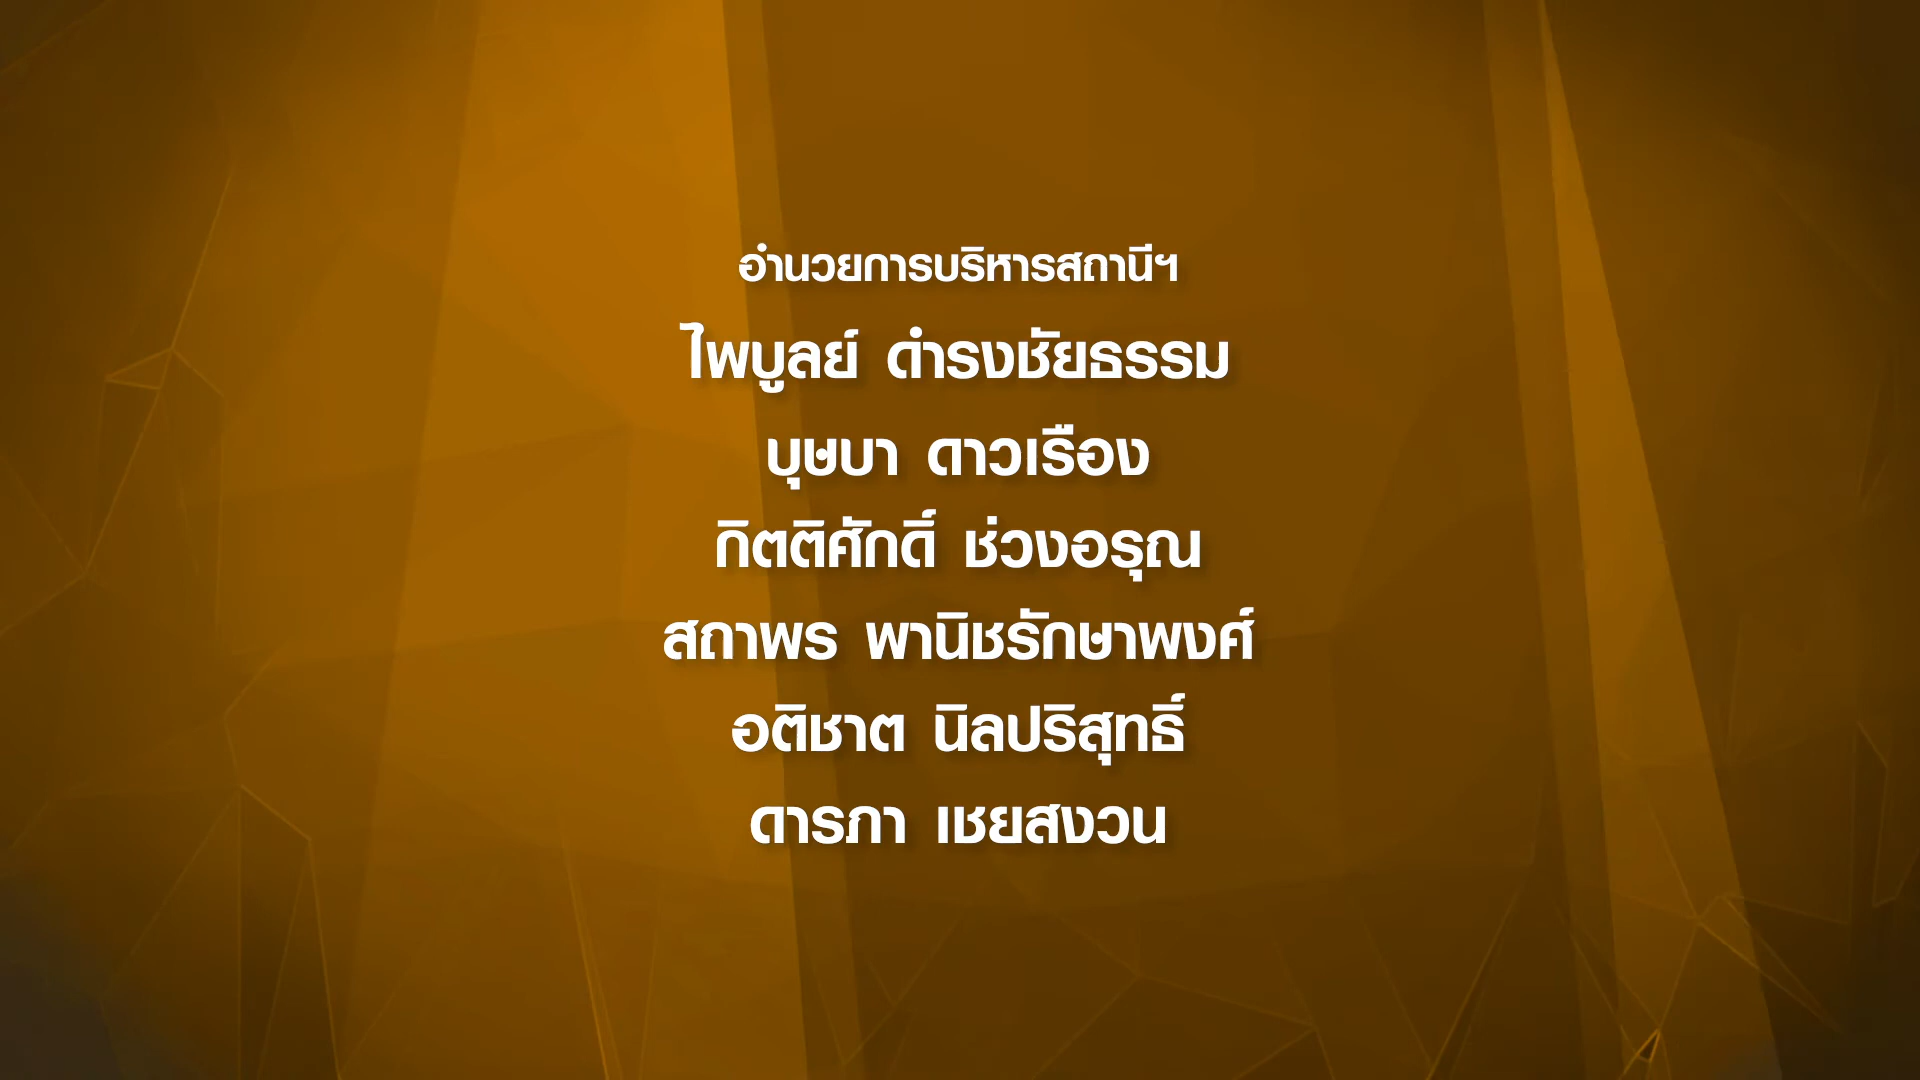 อำนวยการบริหารสถานีฯ
ไพบูลย์ ดำรงชัยธรรม
บุษบา ดาวเรือง
กิตติศักดิ์ ช่วงอรุณ
สถาพร พานิชรักษาพงศ์
อติชาต นิลปริสุทธิ์
ดารภา เชยสงวน